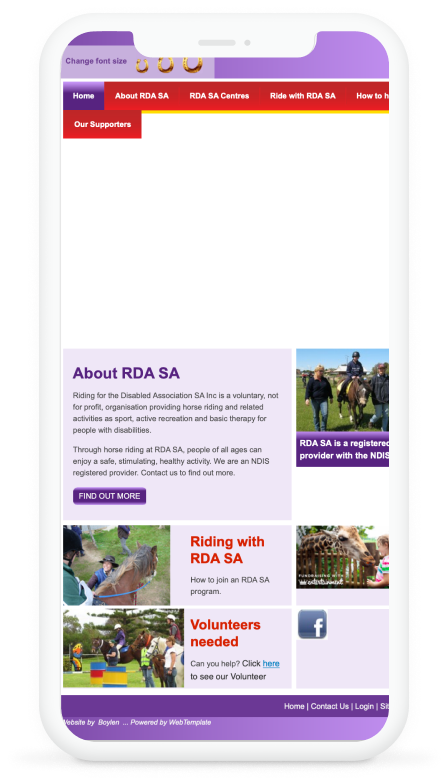 Change font size
Home About RDA SA RDA SA Centres Ride with RDA SA How to h
Our Supporters
About RDA SA
Riding for the Disabled Association SA Inc is a voluntary, not
for profit, organisation providing horse riding and related
activities as sport, active recreation and basic therapy for
people with disabilities.
Through horse riding at RDA SA, people of all ages can
enjoy a safe, stimulating, healthy activity. We are an NDIS
registered provider. Contact us to find out more.
FIND OUT MORE
RDA SA is a registered
provider with the NDIS
Riding with
RDA SA
How to join an RDA SA
program.
FUNDRAISING WITH
entertainment
Volunteers
needed
Can you help? Click here
to see our Volunteer
f
Home | Contact Us | Login | Sit
Website by Boylen ... Powered by WebTemplate